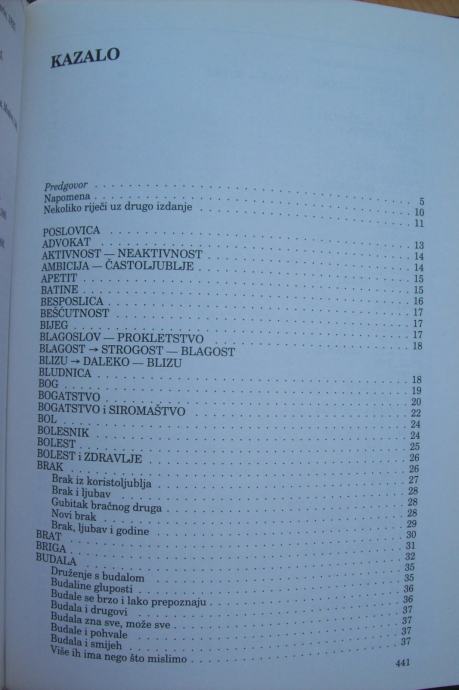 KAZALO
Predgovor 5
Napomena 10
Nekoliko riječi uz drugo izdanje 11
POSLOVICA 13
ADVOKAT 14
AKTIVNOST — NEAKTIVNOST 14
AMBICIJA — ČASTOLJUBLJE 15
APETIT 15
BATINE 16
BESPOSLICA 17
BEŠĆUTNOST 17
BIJEG 17
BLAGOSLOV — PROKLETSTVO 18
BLAGOST → STROGOST — BLAGOST
BLIZU → DALEKO — BLIZU
BLUDNICA 18
BOG 19
BOGATSTVO 20
BOGATSTVO i SIROMAŠTVO 22
BOL 24
BOLESNIK 24
BOLEST 25
BOLEST i ZDRAVLJE 26
BRAK 26
Brak iz koristoljublja 27
Brak i ljubav 28
Gubitak bračnog druga 28
Novi brak 28
Brak, ljubav i godine 29
BRAT 30
BRIGA 31
BUDALA 32
Druženje s budalom 35
Budaline gluposti 35
Budale se brzo i lako prepoznaju 36
Budala i drugovi 36
Budala zna sve, može sve 37
Budale i pohvale 37
Budala i smijeh 37
Više ih ima nego što mislimo 37
441